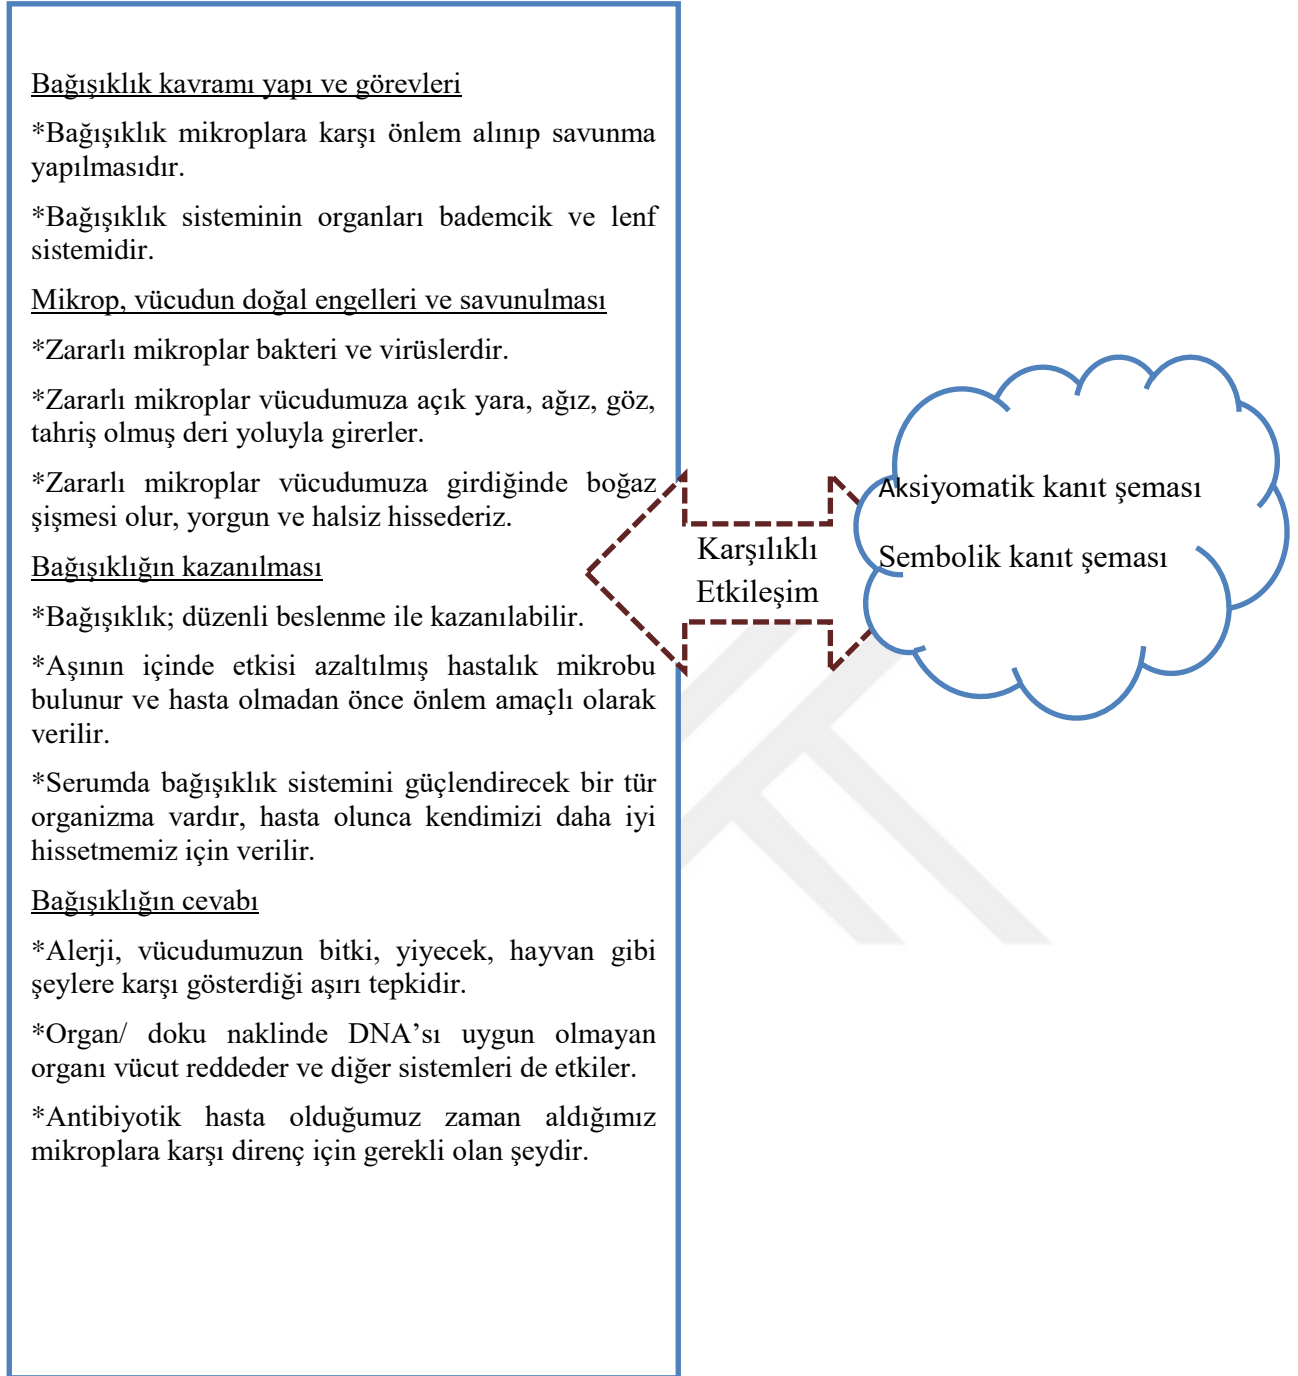 Bağışıklık kavramı yapı ve görevleri
*Bağışıklık mikroplara karşı önlem alınıp savunma
yapılmasıdır.
*Bağışıklık sisteminin organları bademcik ve lenf
sistemidir.
Mikrop, vücudun doğal engelleri ve savunulması
*Zararlı mikroplar bakteri ve virüslerdir.
*Zararlı mikroplar vücudumuza açık yara, ağız, göz,
tahriş olmuş deri yoluyla girerler.
*Zararlı mikroplar vücudumuza girdiğinde boğaz
şişmesi olur, yorgun ve halsiz hissederiz.
Bağışıklığın kazanılması
*Bağışıklık; düzenli beslenme ile kazanılabilir.
*Aşının içinde etkisi azaltılmış hastalık mikrobu
bulunur ve hasta olmadan önce önlem amaçlı olarak
verilir.
*Serumda bağışıklık sistemini güçlendirecek bir tür
organizma vardır, hasta olunca kendimizi daha iyi
hissetmemiz için verilir.
Bağışıklığın cevabı
*Alerji, vücudumuzun bitki, yiyecek, hayvan gibi
şeylere karşı gösterdiği aşırı tepkidir.
*Organ/ doku naklinde DNA’sı uygun olmayan
organı vücut reddeder ve diğer sistemleri de etkiler.
*Antibiyotik hasta olduğumuz zaman aldığımız
mikroplara karşı direnç için gerekli olan şeydir.
Karşılıklı
Etkileşim
Aksiyomatik kanıt şeması
Sembolik kanıt şeması